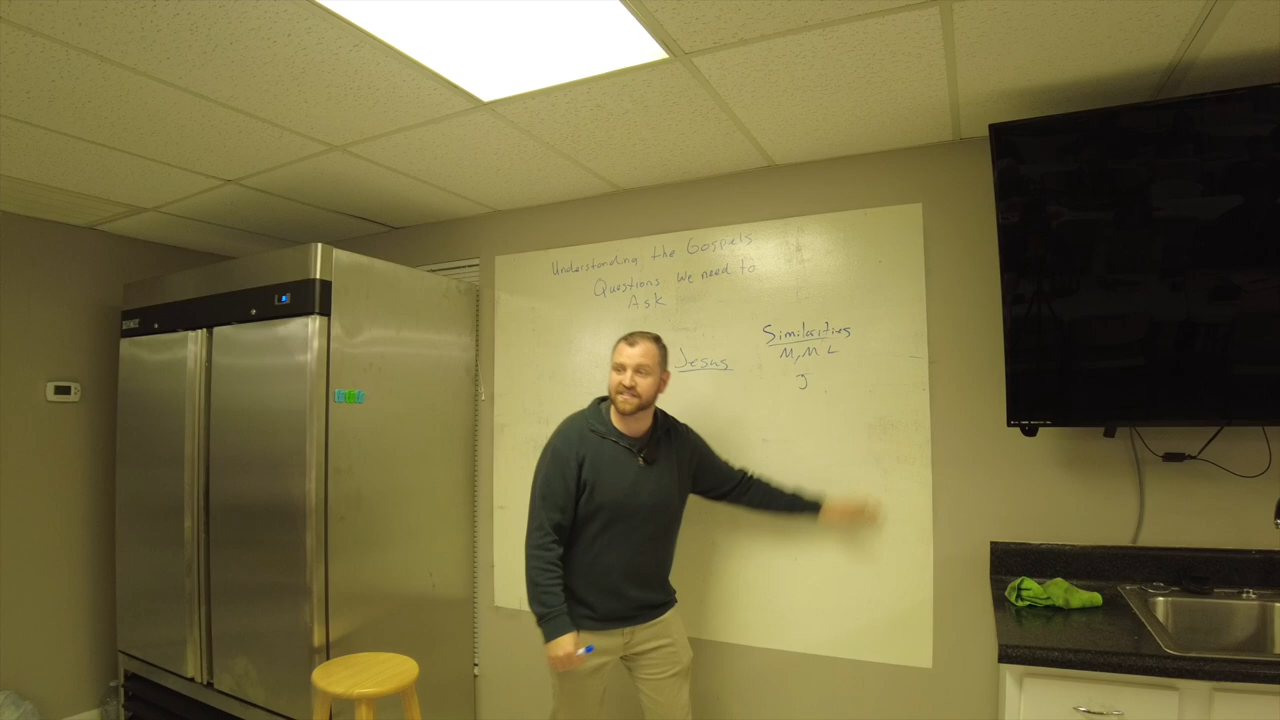 Understanding the Gospels
Questions we need to
Ask
Jesus
Similarities
M, M L
J